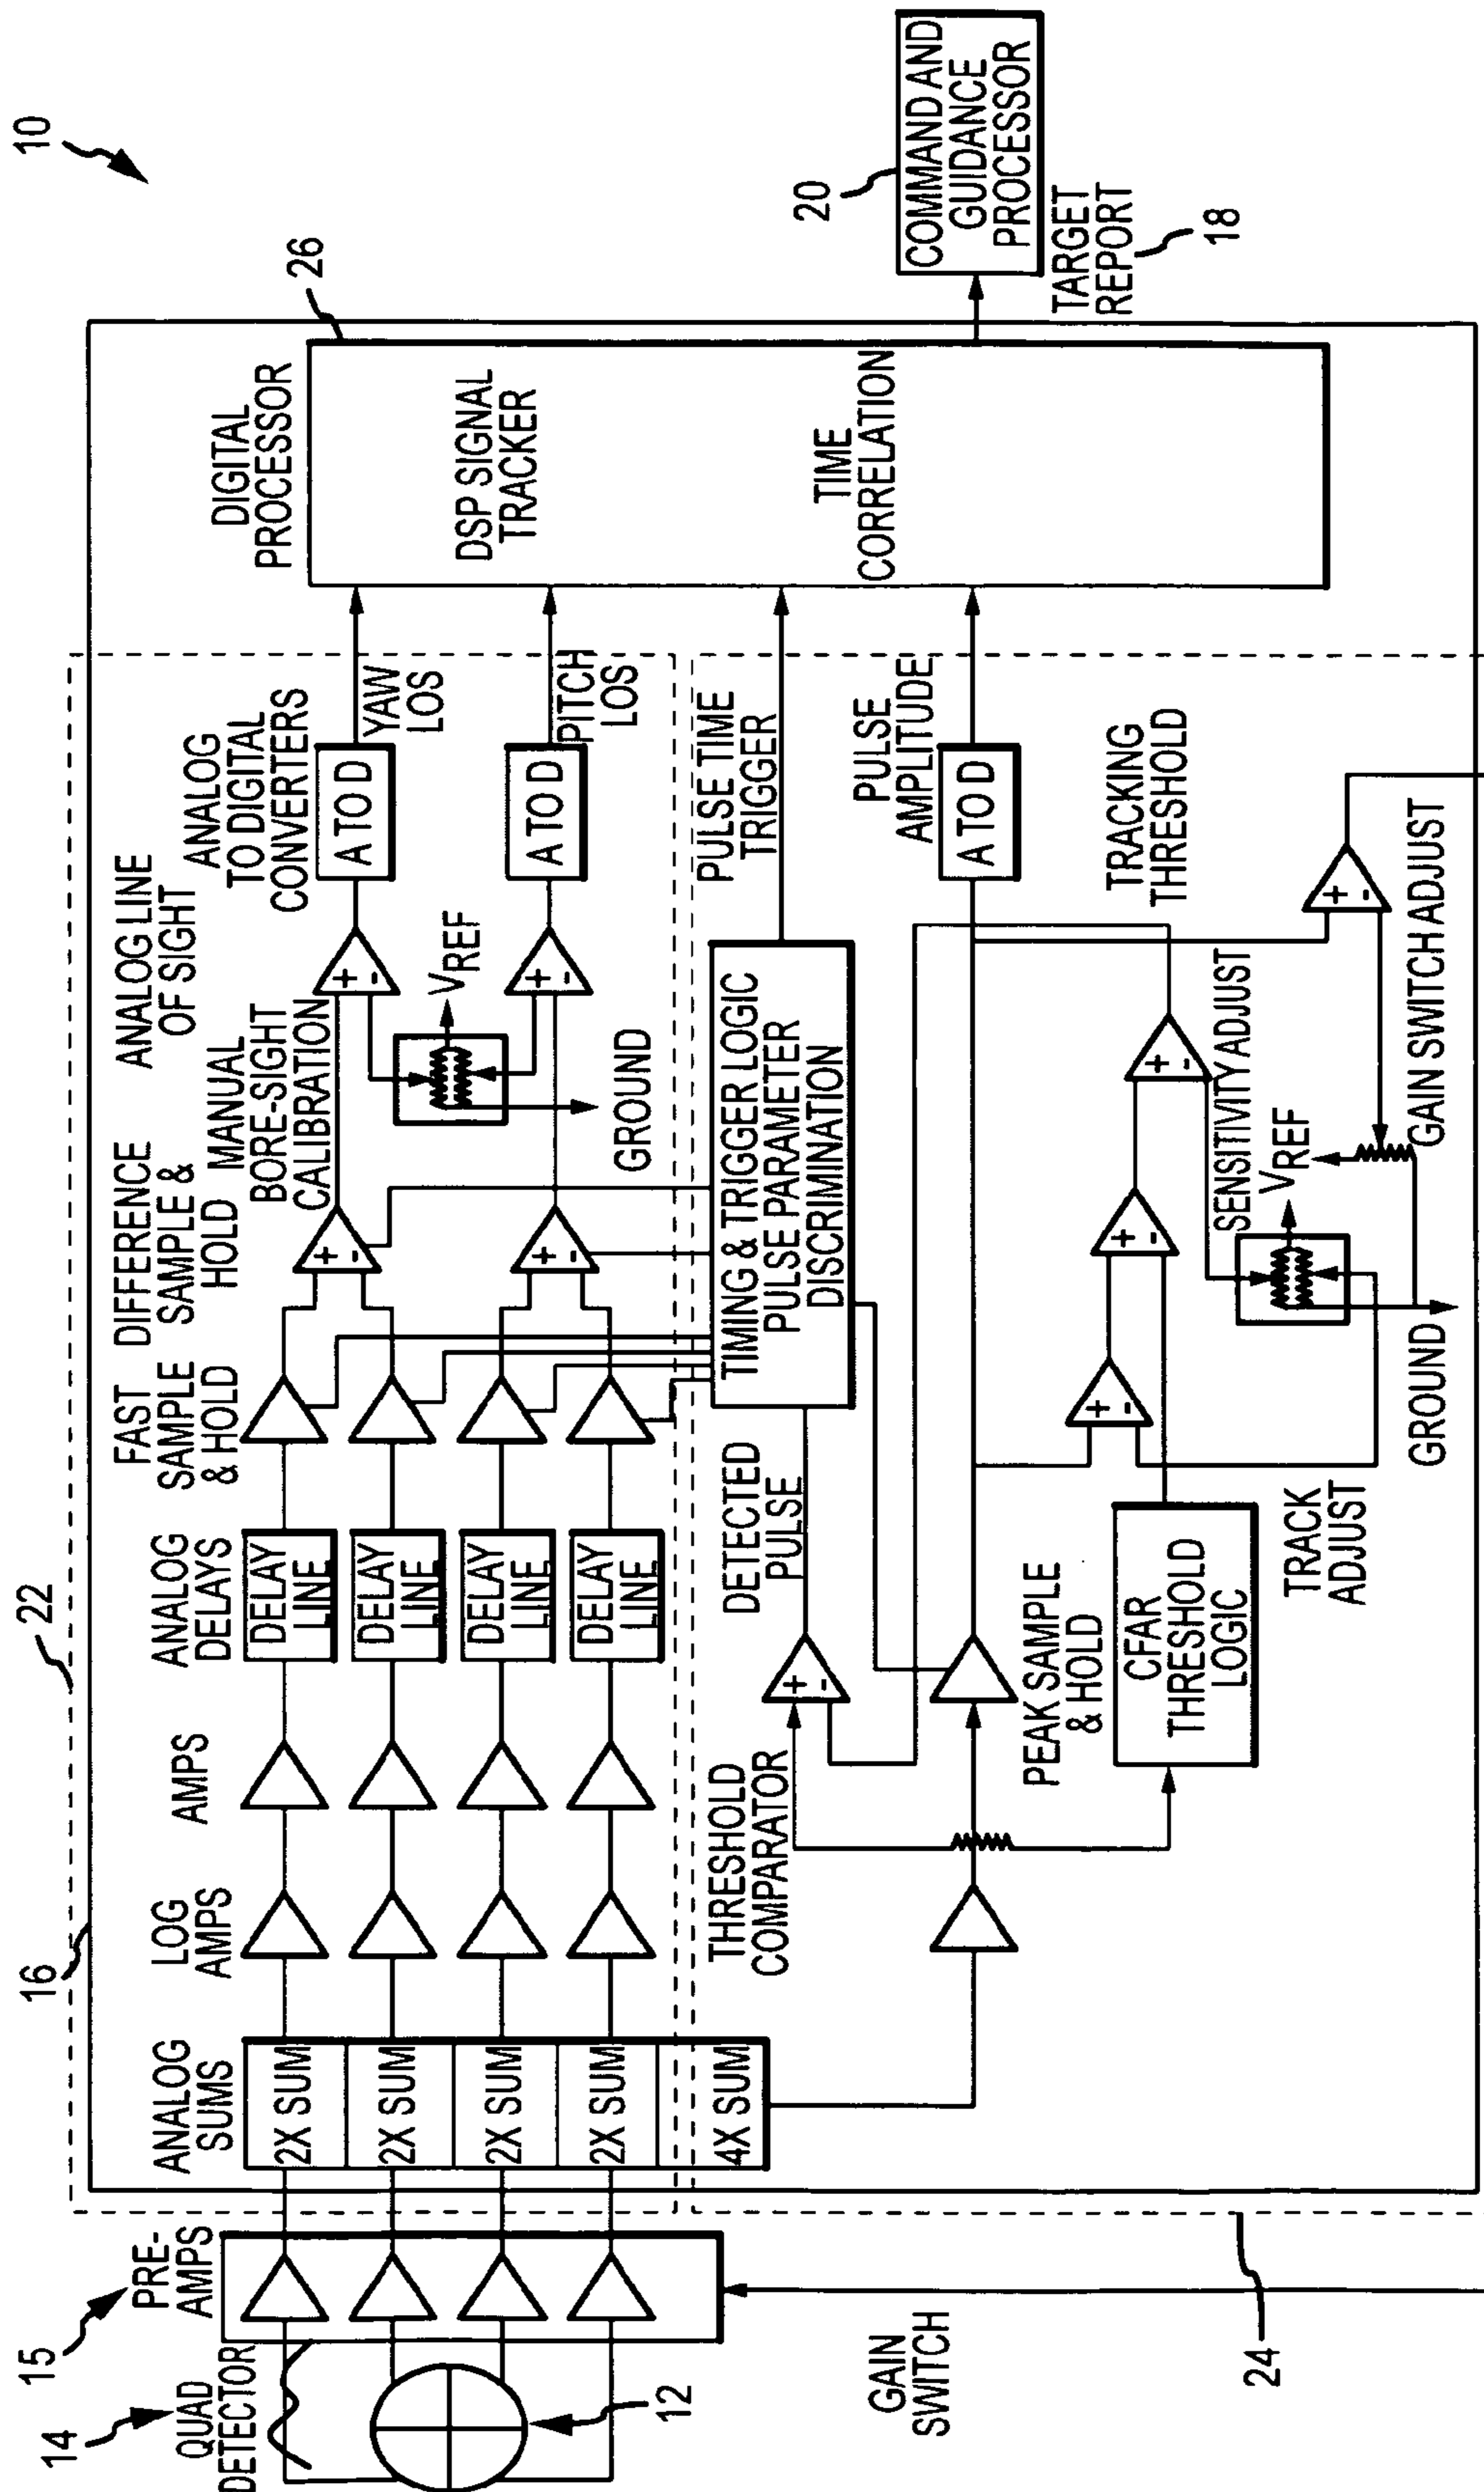 10
22
16
14
15
QUAD
DETECTOR
PRE-
AMPS
ANALOG
SUMS
LOG
AMPS
AMPS
ANALOG
DELAYS
FAST
SAMPLE
& HOLD
DIFFERENCE
SAMPLE &
HOLD
MANUAL
BORE-SIGHT
CALIBRATION
ANALOG LINE
OF SIGHT
ANALOG
TO DIGITAL
CONVERTERS
DIGITAL
PROCESSOR
26
2X SUM
2X SUM
2X SUM
2X SUM
4X SUM
DELAY
LINE
DELAY
LINE
DELAY
LINE
DELAY
LINE
+
-
+
-
+
-
+
-
VREF
GROUND
A TO D
A TO D
YAW
LOS
PITCH
LOS
DSP SIGNAL
TRACKER
TIME
CORRELATION
12
GAIN
SWITCH
24
THRESHOLD
COMPARATOR
+
-
DETECTED
PULSE
TIMING & TRIGGER LOGIC
PULSE PARAMETER
DISCRIMINATION
PULSE TIME
TRIGGER
PULSE
AMPLITUDE
A TO D
PEAK SAMPLE
& HOLD
CFAR
THRESHOLD
LOGIC
TRACK
ADJUST
+
-
+
-
+
-
SENSITIVITY ADJUST
VREF
GROUND
TRACKING
THRESHOLD
+
-
GAIN SWITCH ADJUST
20
COMMAND AND
GUIDANCE
PROCESSOR
TARGET
REPORT
18